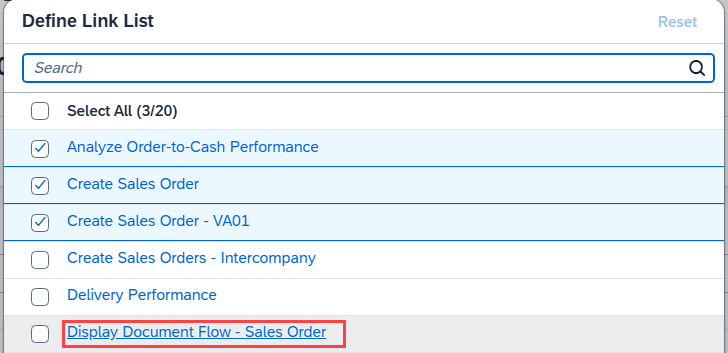 Define Link List
Reset
Search
Select All (3/20)
Analyze Order-to-Cash Performance
Create Sales Order
Create Sales Order - VA01
Create Sales Orders - Intercompany
Delivery Performance
Display Document Flow - Sales Order